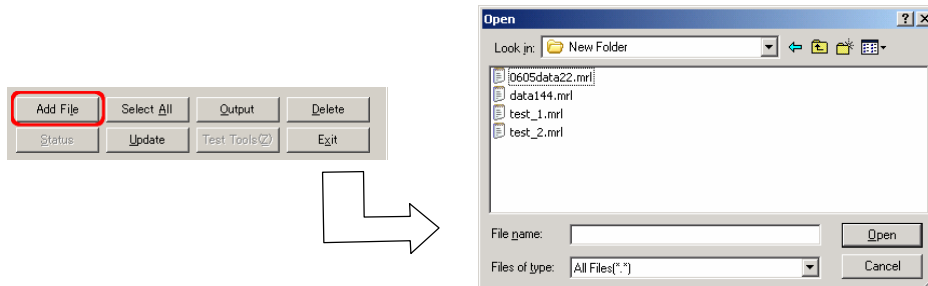 Add File Select All Output Delete
Status Update Test Tools(Z) Exit
Open
Look in: New Folder
0605data22.mrl
data144.mrl
test_1.mrl
test_2.mrl
File name: Open
Files of type: All Files(*.*) Cancel